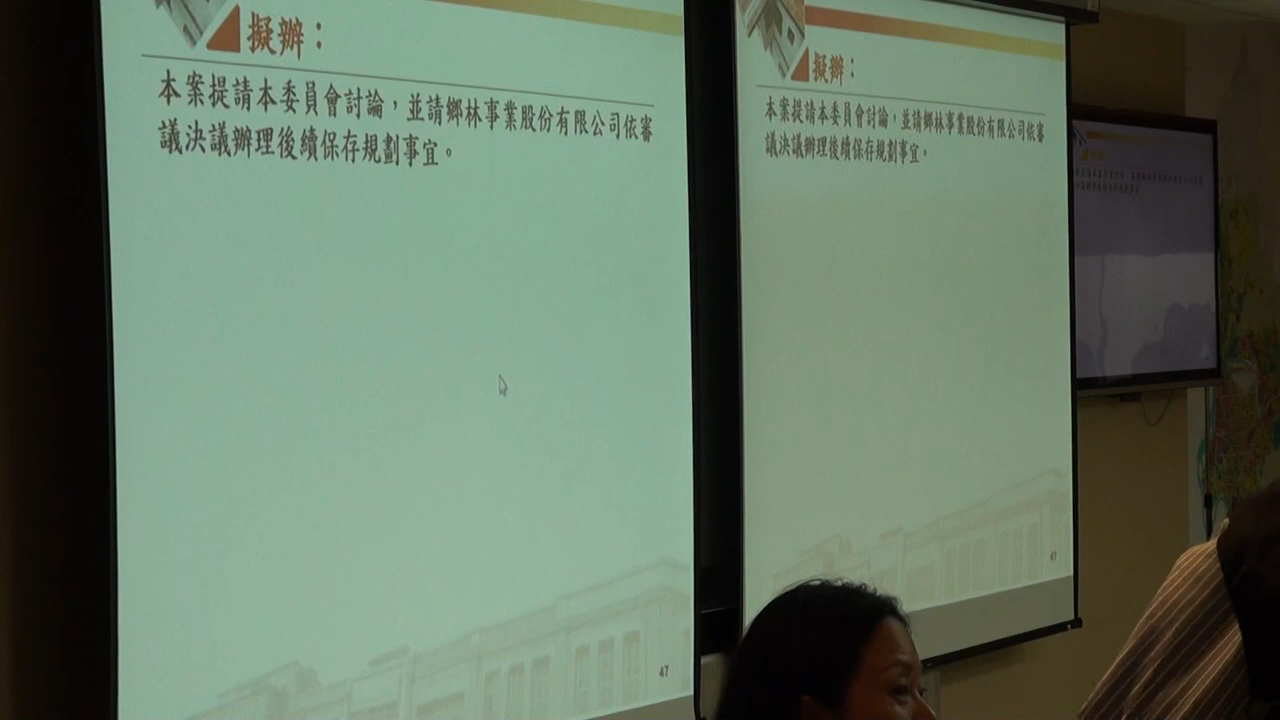 擬辦：
本案提請本委員會討論，並請鄉林事業股份有限公司依審
議決議辦理後續保存規劃事宜。
47
擬辦：
本案提請本委員會討論，並請鄉林事業股份有限公司依審
議決議辦理後續保存規劃事宜。
47